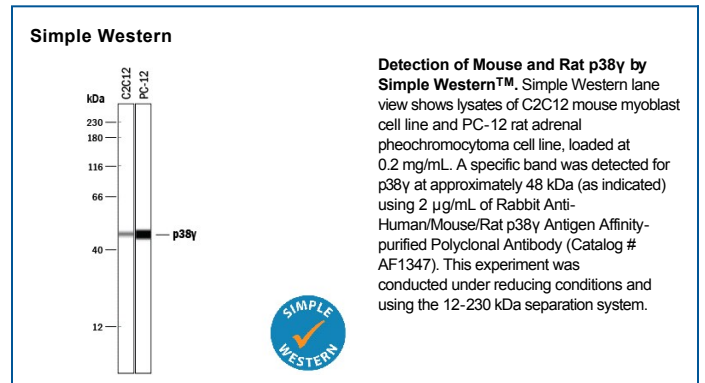 Simple Western
kDa
C2C12
PC-12
230
180
116
66
40
12
p38γ
SIMPLE
WESTERN
Detection of Mouse and Rat p38γ by
Simple Western™. Simple Western lane
view shows lysates of C2C12 mouse myoblast
cell line and PC-12 rat adrenal
pheochromocytoma cell line, loaded at
0.2 mg/mL. A specific band was detected for
p38γ at approximately 48 kDa (as indicated)
using 2 µg/mL of Rabbit Anti-
Human/Mouse/Rat p38γ Antigen Affinity-
purified Polyclonal Antibody (Catalog #
AF1347). This experiment was
conducted under reducing conditions and
using the 12-230 kDa separation system.